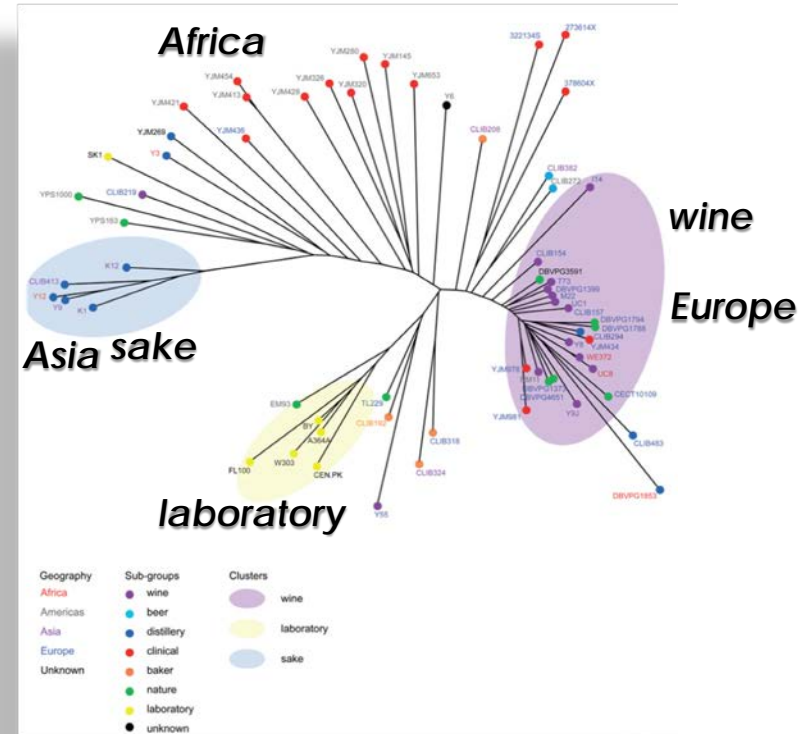 Africa
322134S
273614X
YJM280
YJM145
YJM454
YJM326
YJM653
YJM413
YJM428
YJM320
378604X
YJM421
Y6
YJM269
YJM436
CLIB208
SK1
Y3
CLIB382
CLIB272
I14
YPS1000
CLIB219
YPS163
wine
CLIB154
K12
DBVPG3591
CLIB413
T73
DBVPG1399
M22
Y12
UC1
Europe
Y9
K1
CLIB157
DBVPG1794
DBVPG1788
CLIB294
Asia
sake
Y8
YJM434
WE372
YJM978
UC8
DBVPG1373
DBVPG4651
CECT10109
EM93
TL229
Y9J
YJM981
BY
CLIB192
A364A
CLIB318
CLIB483
W303
FL100
CEN.PK
CLIB324
DBVPG1853
laboratory
Y55
Geography
Africa
Americas
Asia
Europe
Unknown
Sub-groups
wine
beer
distillery
clinical
baker
nature
laboratory
unknown
Clusters
wine
laboratory
sake